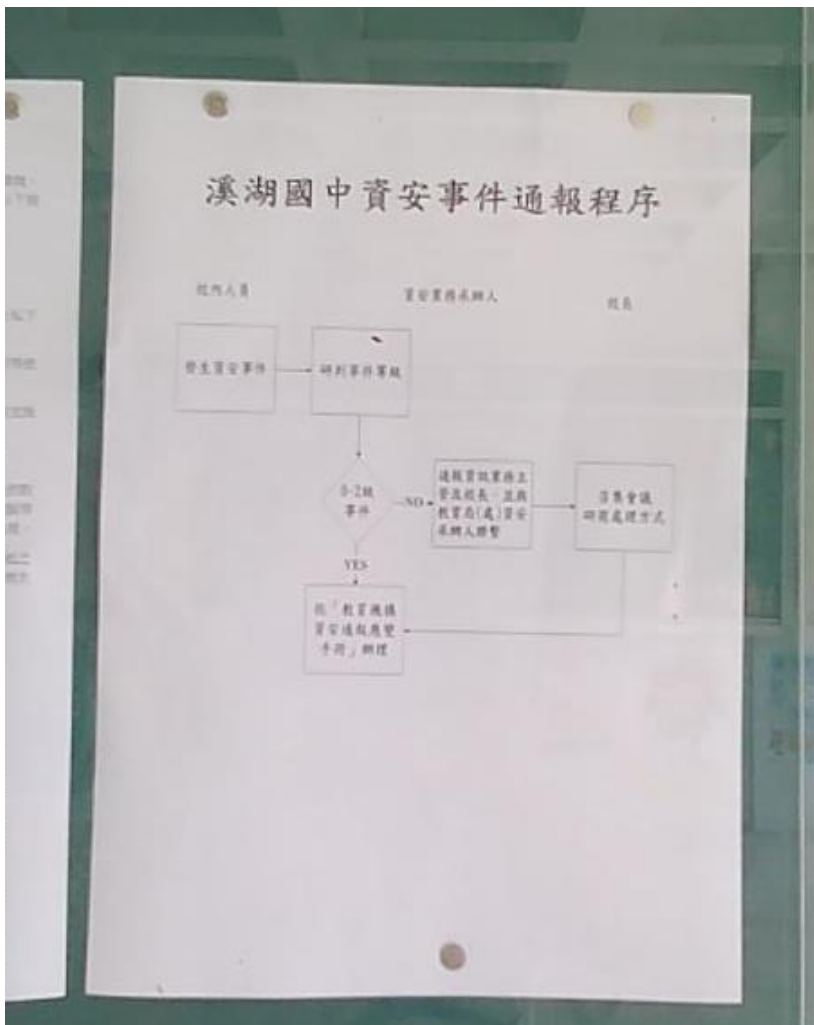 溪湖國中資安事件通報程序
校內人員
資安業務承辦人
校長
發生資安事件
研判事件等級
0-2級
事件
NO
通報資訊業務主
管及校長,並與
教育局(處)資安
承辦人聯繫
召集會議
研商處理方式
YES
依「教育機構
資安通報應變
手冊」辦理